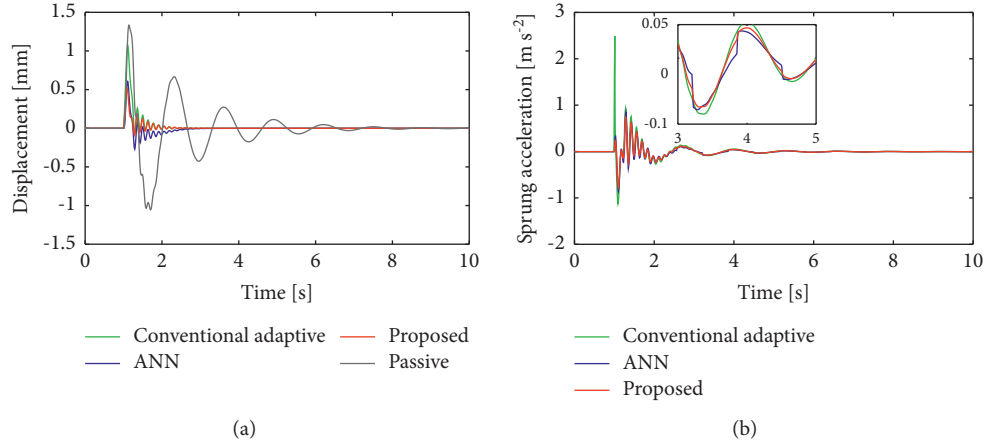 1.5
1
0.5
0
-0.5
-1
-1.5
Displacement [mm]
0 2 4 6 8 10
Time [s]
Conventional adaptive
ANN
Proposed
Passive
(a)
3
2
1
0
-1
-2
Sprung acceleration [m s-2]
0.05
0
-0.1
3 4 5
0 2 4 6 8 10
Time [s]
Conventional adaptive
ANN
Proposed
(b)